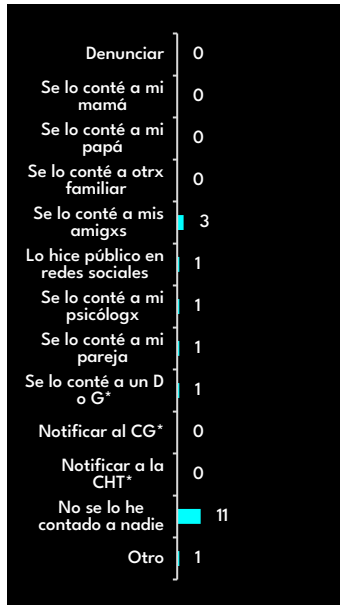 Denunciar 0
Se lo conté a mi
mamá 0
Se lo conté a mi
papá 0
Se lo conté a otrx
familiar 0
Se lo conté a mis
amigxs 3
Lo hice público en
redes sociales 1
Se lo conté a mi
psicólogx 1
Se lo conté a mi
pareja 1
Se lo conté a un D
o G* 1
Notificar al CG* 0
Notificar a la
CHT* 0
No se lo he
contado a nadie 11
Otro 1